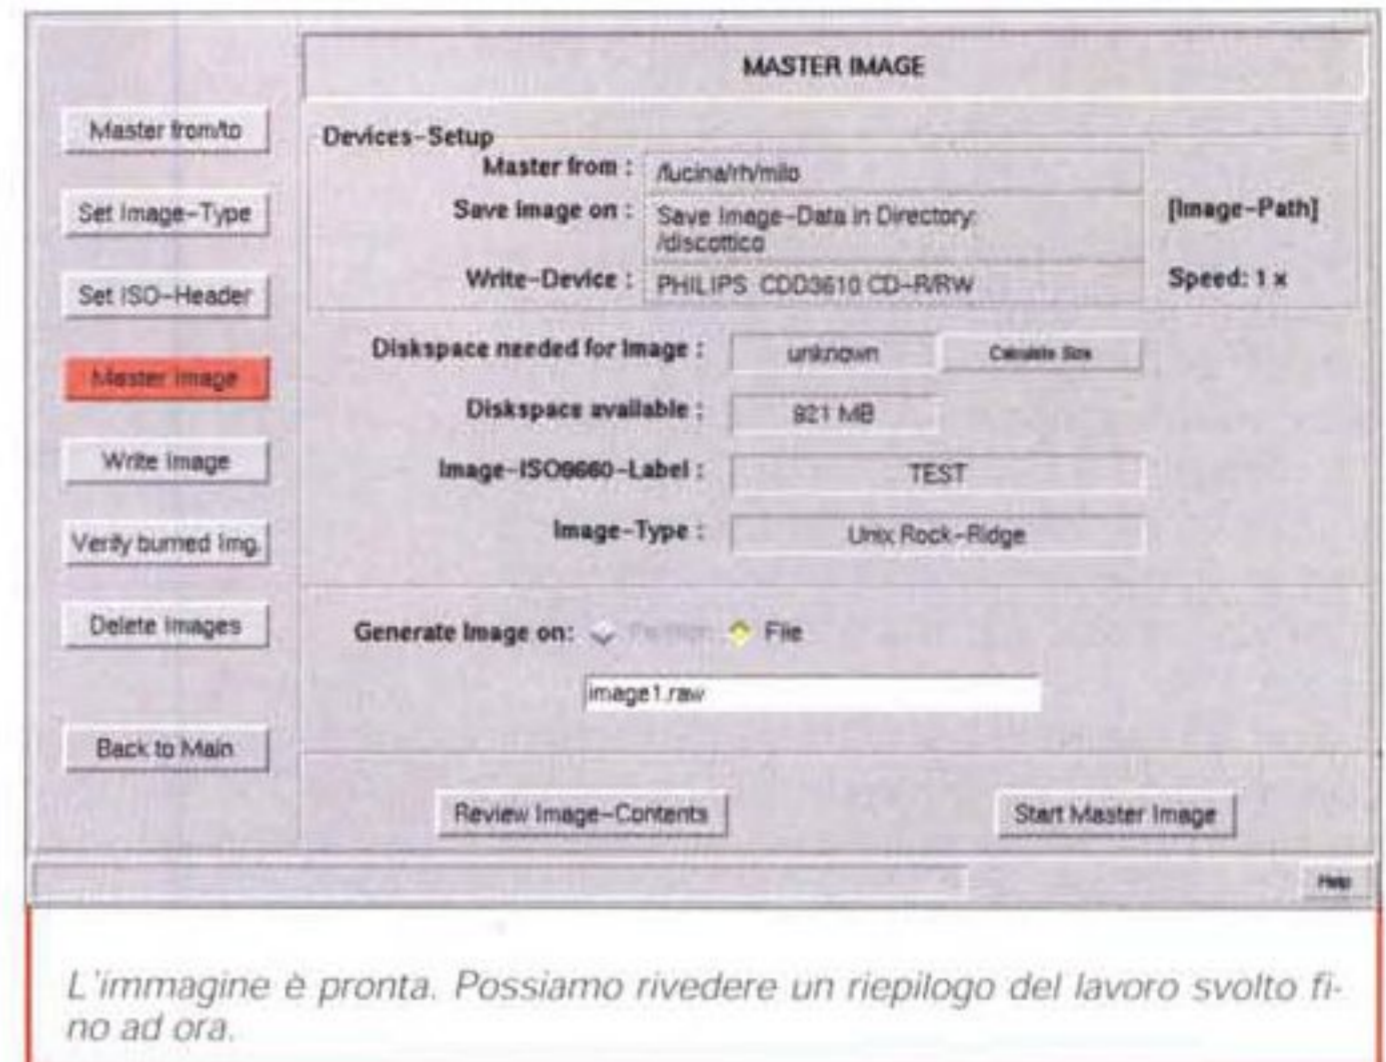 MASTER IMAGE
Master from/to
Set Image-Type
Set ISO-Header
Master Image
Write Image
Verify burned Img.
Delete Images
Back to Main
Devices-Setup
Master from : /lucina/rh/milo
Save Image on : Save Image-Data in Directory: [Image-Path]
/discottico
Write-Device : PHILIPS CDD3610 CD-R/RW Speed: 1 x
Diskspace needed for Image : unknown Calculate Size
Diskspace available : 821 MB
Image-ISO9660-Label : TEST
Image-Type : Unix Rock-Ridge
Generate Image on: Partition File
image1.raw
Review Image-Contents Start Master Image
Help
L'immagine è pronta. Possiamo rivedere un riepilogo del lavoro svolto fi-
no ad ora.